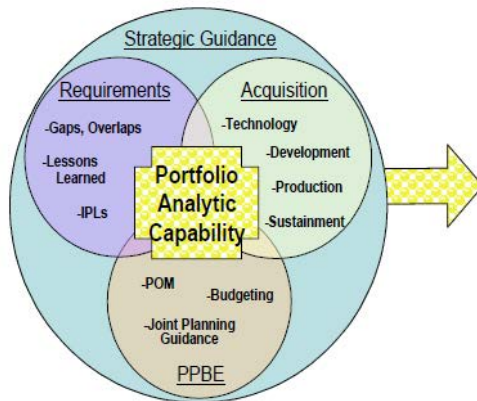 Strategic Guidance
Requirements
-Gaps, Overlaps
-Lessons
Learned
-IPLs
Acquisition
-Technology
-Development
-Production
-Sustainment
Portfolio
Analytic
Capability
-POM
-Budgeting
-Joint Planning
Guidance
PPBE